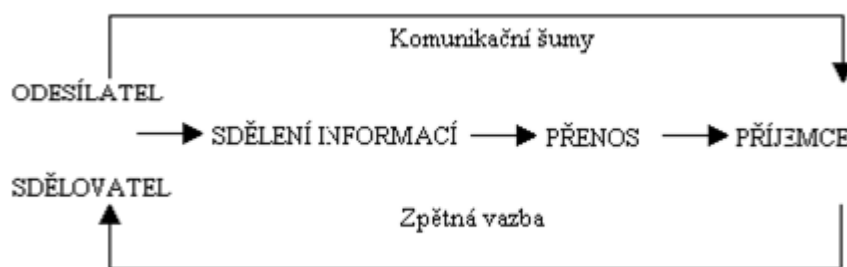 Komunikační šumy
ODESÍLATEL
SDĚLENÍ INFORMACÍ
PŘENOS
PŘÍJEMCE
SDĚLOVATEL
Zpětná vazba